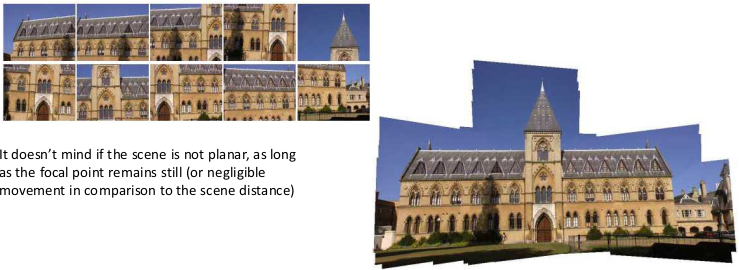 It doesn’t mind if the scene is not planar, as long
as the focal point remains still (or negligible
movement in comparison to the scene distance)